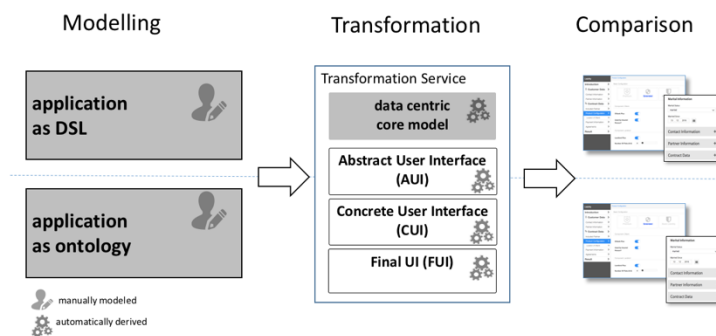 Modelling
Transformation
Comparison
application
as DSL
application
as ontology
manually modeled
automatically derived
Transformation Service
data centric
core model
Abstract User Interface
(AUI)
Concrete User Interface
(CUI)
Final UI (FUI)
Contact Information
Partner Information
Contract Data
Contact Information
Partner Information
Contract Data